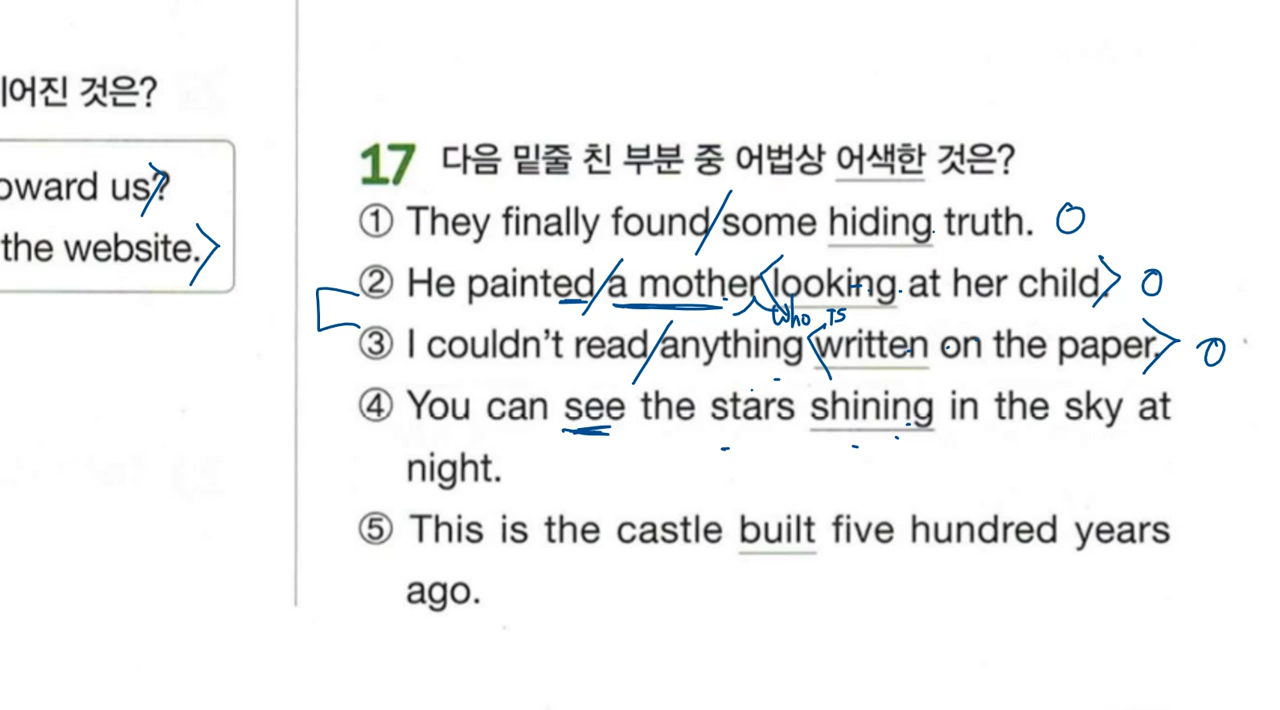 어진 것은?
oward us?
the website.
17 다음 밑줄 친 부분 중 어법상 어색한 것은?
① They finally found some hiding truth. O
② He painted a mother looking at her child. O
who is
③ I couldn't read anything written on the paper. O
④ You can see the stars shining in the sky at
night.
⑤ This is the castle built five hundred years
ago.